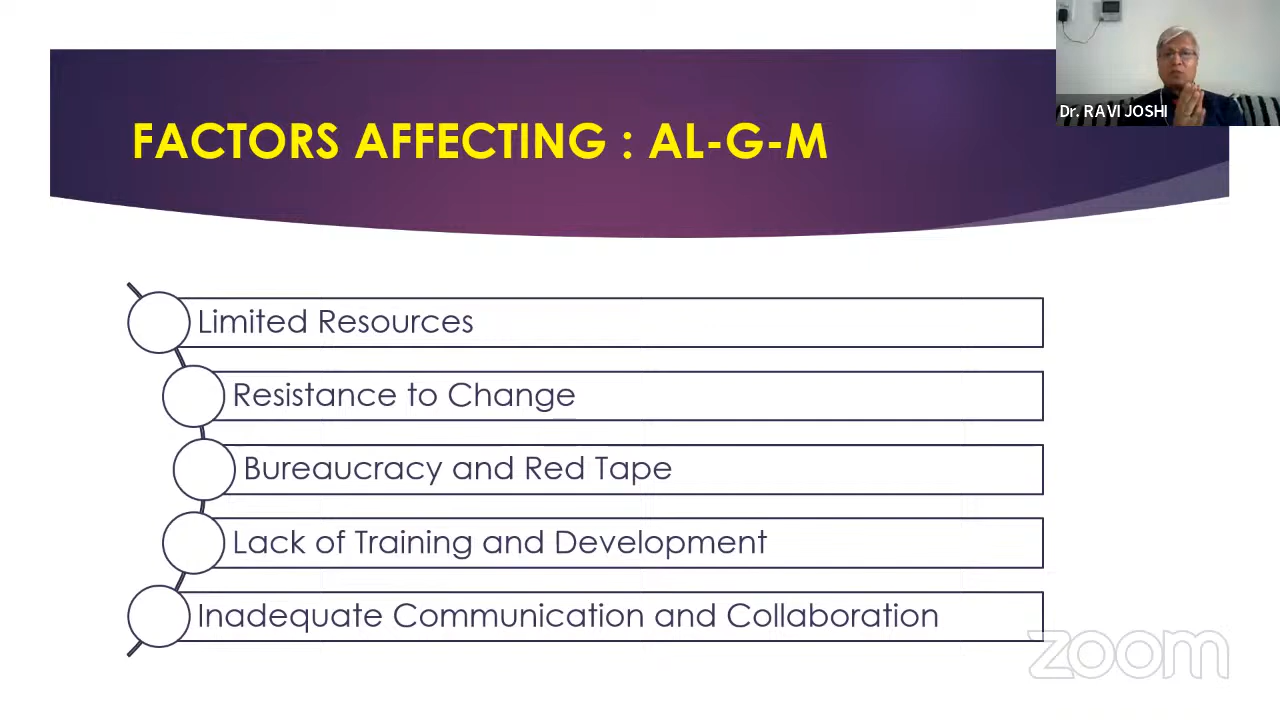 Dr. RAVI JOSHI
FACTORS AFFECTING : AL-G-M
Limited Resources
Resistance to Change
Bureaucracy and Red Tape
Lack of Training and Development
Inadequate Communication and Collaboration
zoom